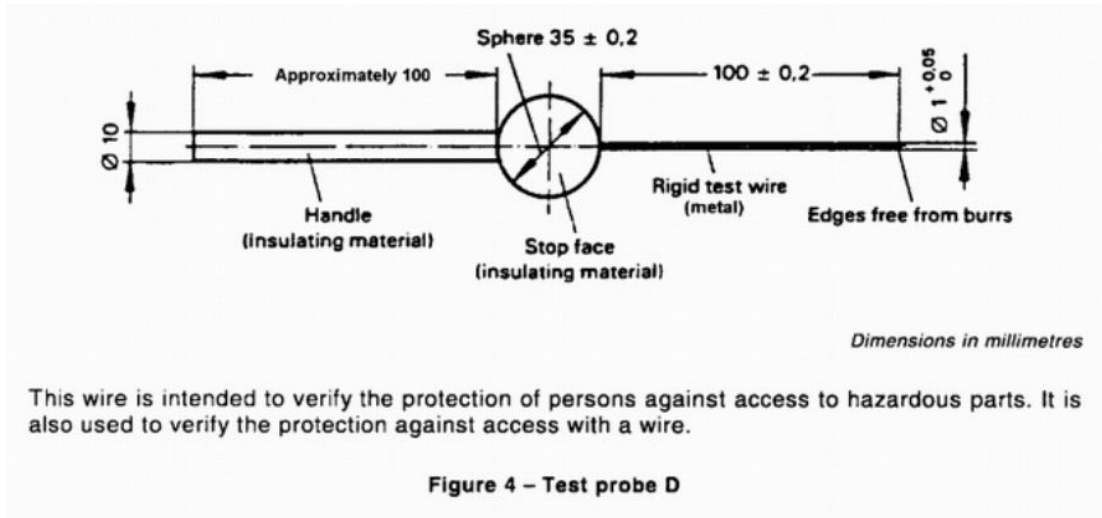 Sphere 35 ± 0,2
Approximately 100
100 ± 0,2
Ø 1 +0,05 0
Ø 10
Rigid test wire
(metal)
Handle
(insulating material)
Edges free from burrs
Stop face
(insulating material)
Dimensions in millimetres
This wire is intended to verify the protection of persons against access to hazardous parts. It is
also used to verify the protection against access with a wire.
Figure 4 – Test probe D